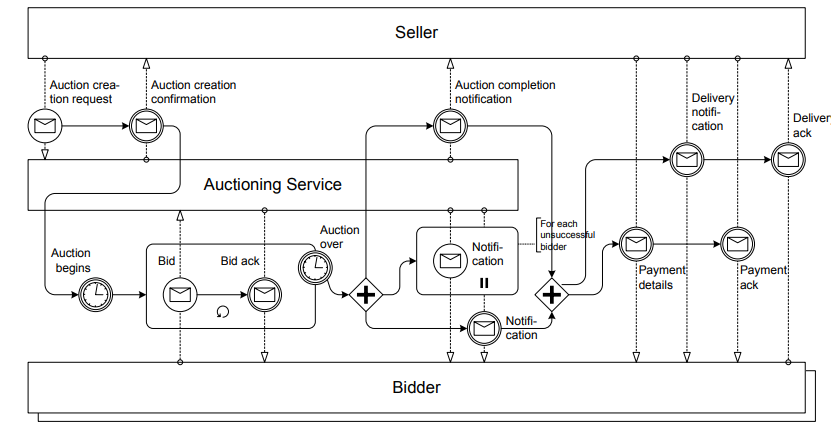 Seller
Auction crea-
tion request
Auction creation
confirmation
Auction completion
notification
Delivery
notifi-
cation
Deliver
ack
Auctioning Service
Auction
over
For each
unsuccessful
bidder
Auction
begins
Bid
Bid ack
Notifi-
cation
Payment
details
Payment
ack
Notifi-
cation
Bidder